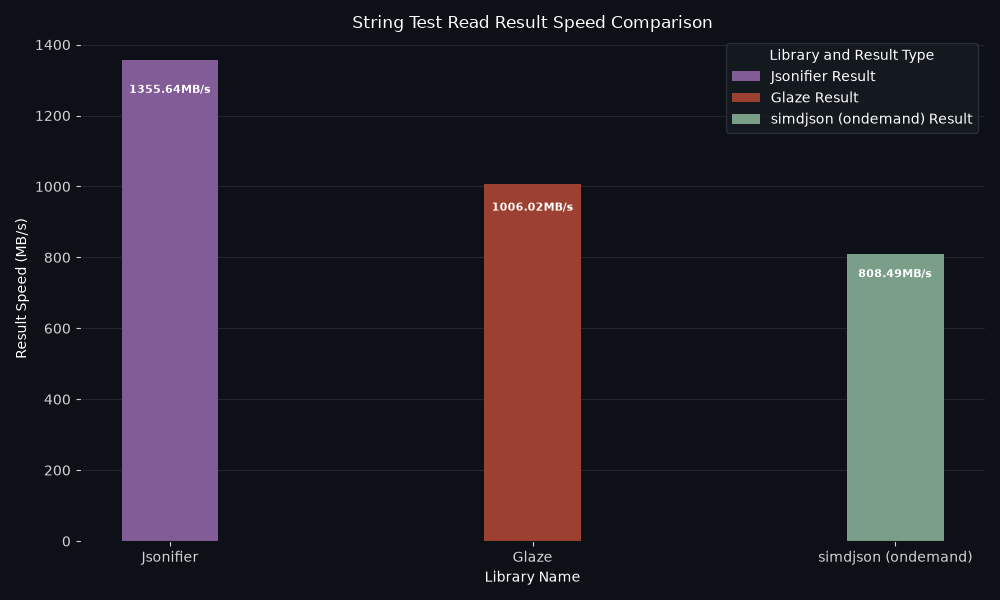 String Test Read Result Speed Comparison
Library and Result Type
Jsonifier Result
Glaze Result
simdjson (ondemand) Result
Result Speed (MB/s)
1400
1200
1000
800
600
400
200
0
1355.64MB/s
1006.02MB/s
808.49MB/s
Jsonifier
Glaze
simdjson (ondemand)
Library Name